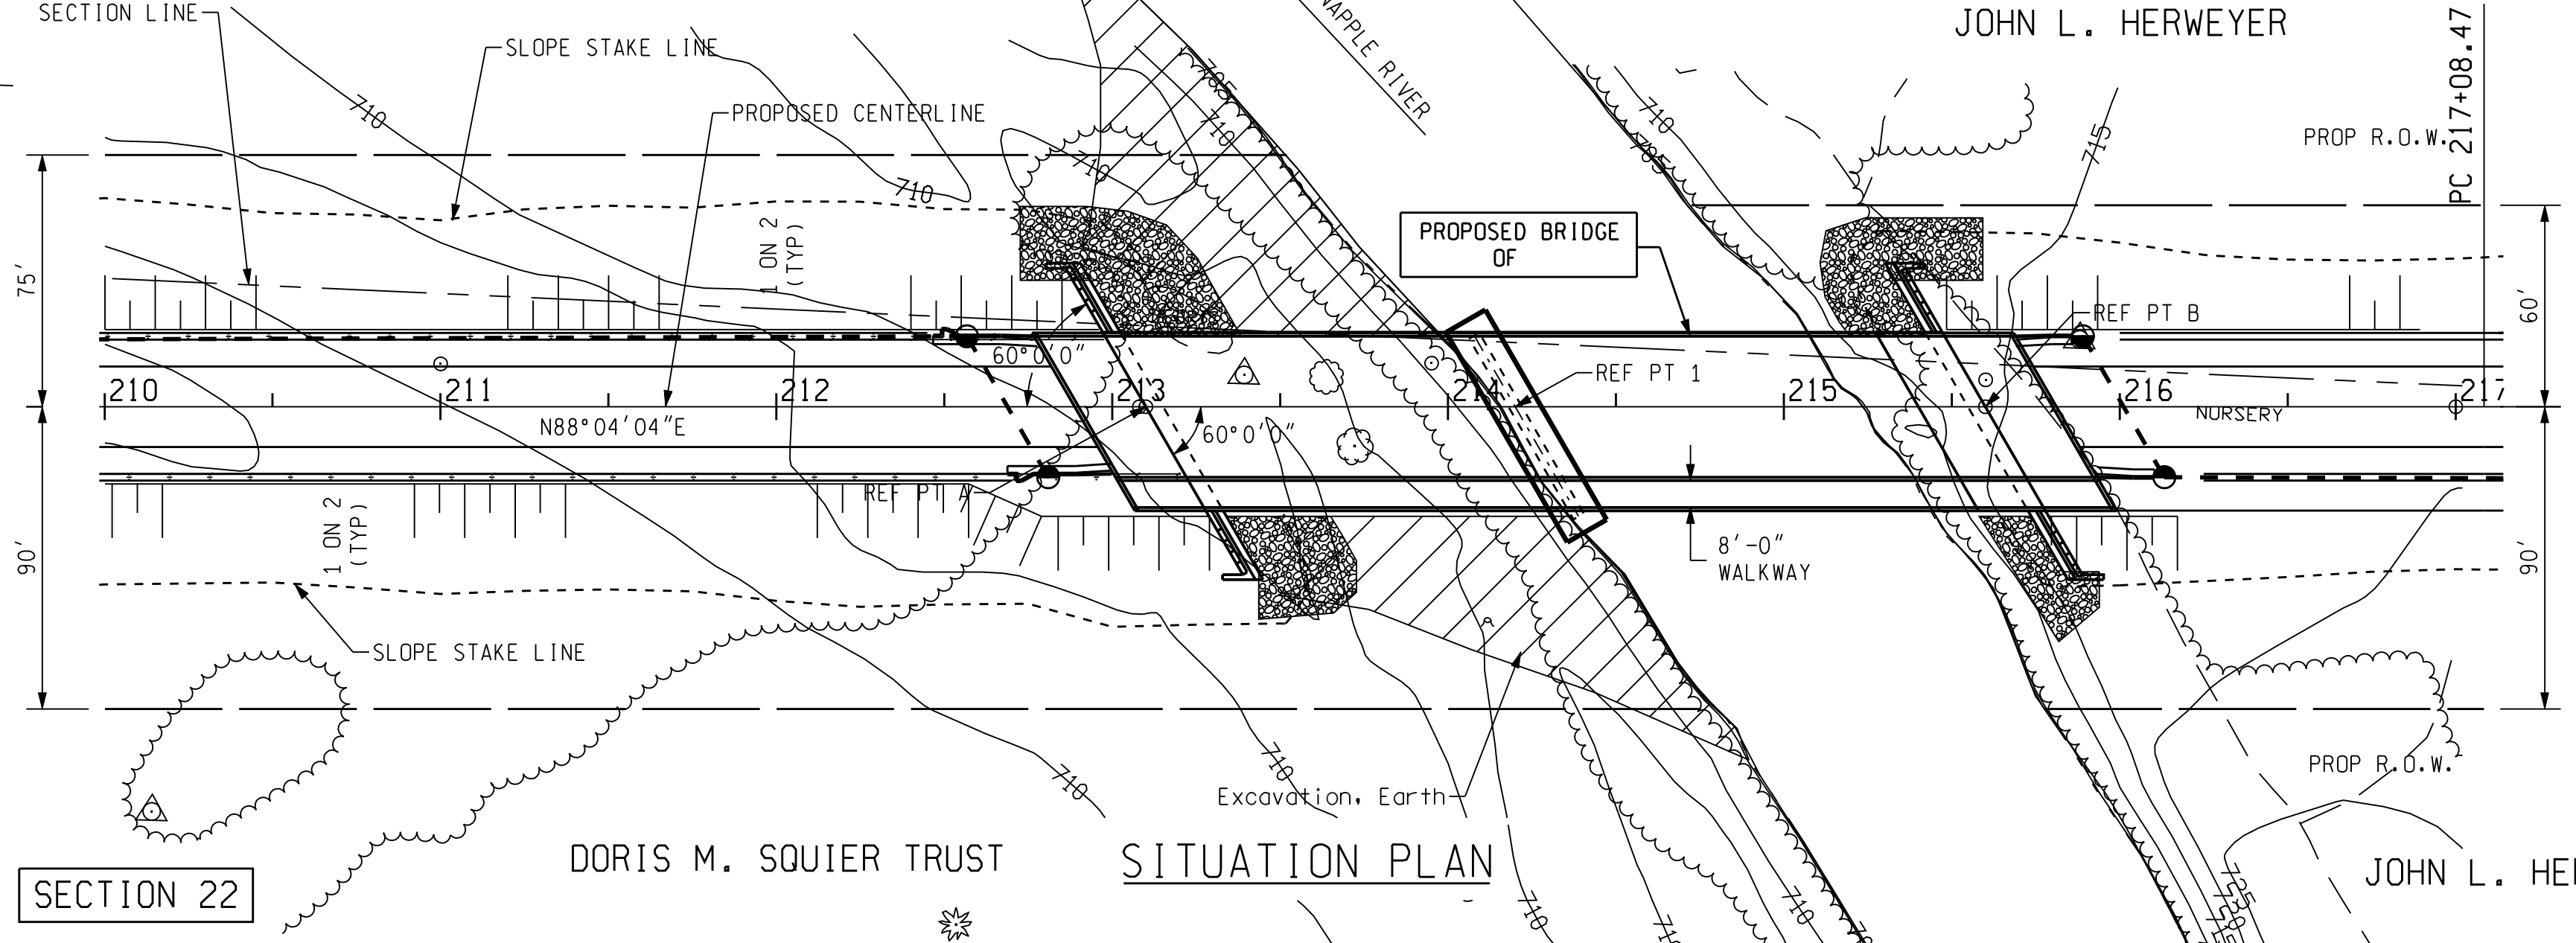 SECTION LINE
SLOPE STAKE LINE
PROPOSED CENTERLINE
NAPPLE RIVER
JOHN L. HERWEYER
PC 217+08.47
PROP R.O.W.
710
710
710
710
705
710
705
715
75'
1 ON 2
(TYP)
PROPOSED BRIDGE
OF
60'
REF PT B
60°0'0"
REF PT 1
210
211
212
213
214
215
216
217
N88°04'04"E
60°0'0"
NURSERY
REF PT A
90'
1 ON 2
(TYP)
8'-0"
WALKWAY
90'
SLOPE STAKE LINE
710
710
Excavation, Earth
PROP R.O.W.
DORIS M. SQUIER TRUST
SITUATION PLAN
SECTION 22
JOHN L. HE
710
710